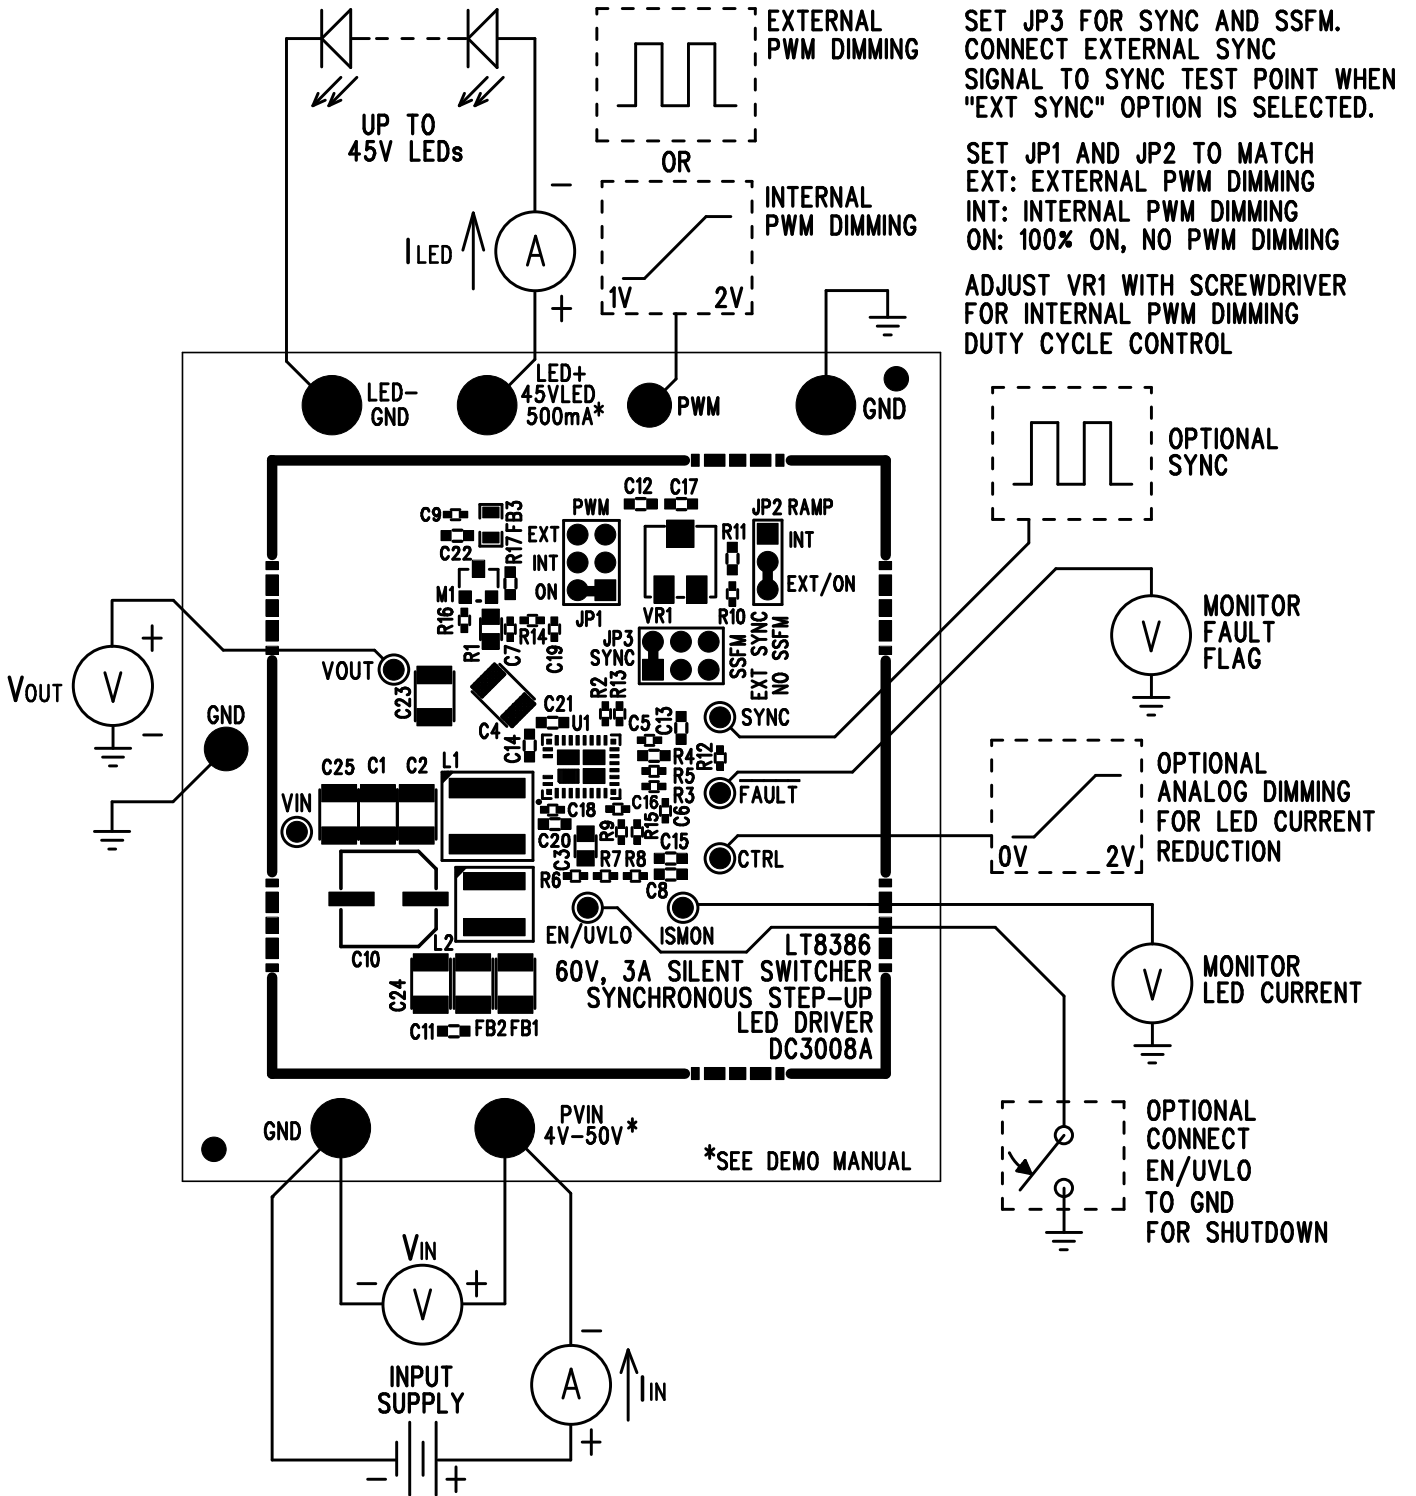 EXTERNAL
PWM DIMMING
SET JP3 FOR SYNC AND SSFM.
CONNECT EXTERNAL SYNC
SIGNAL TO SYNC TEST POINT WHEN
"EXT SYNC" OPTION IS SELECTED.
UP TO
45V LEDs
OR
SET JP1 AND JP2 TO MATCH
EXT: EXTERNAL PWM DIMMING
INT: INTERNAL PWM DIMMING
ON: 100% ON, NO PWM DIMMING
INTERNAL
PWM DIMMING
1V 2V
− A +
ILED
ADJUST VR1 WITH SCREWDRIVER
FOR INTERNAL PWM DIMMING
DUTY CYCLE CONTROL
LED-
GND
LED+
45VLED
500mA*
PWM
GND
OPTIONAL
SYNC
C12 C17
C9
FB3
C22
R17
M1
R16
R1
C7
R14
C19
PWM
EXT
INT
ON
JP1
VR1
R11
R10
JP2 RAMP
INT
EXT/ON
JP3
SYNC
SSFM
EXT SYNC
NO SSFM
MONITOR
FAULT
FLAG
V
VOUT
+ V −
VOUT
GND
C23
C4
C14
C21
U1
R2
R13
C5
C13
R4
R5
R3
R12
SYNC
FAULT
CTRL
OPTIONAL
ANALOG DIMMING
FOR LED CURRENT
REDUCTION
0V 2V
VIN
C25 C1 C2 L1
C18
C20
C3
R9
C16
R15
C6
C15
R6
R7 R8
C8
EN/UVLO
ISMON
C10
L2
C24
C11
FB2 FB1
LT8386
60V, 3A SILENT SWITCHER
SYNCHRONOUS STEP-UP
LED DRIVER
DC3008A
V
MONITOR
LED CURRENT
GND
PVIN
4V-50V*
*SEE DEMO MANUAL
OPTIONAL
CONNECT
EN/UVLO
TO GND
FOR SHUTDOWN
VIN
− V +
− A +
IIN
INPUT
SUPPLY
− +